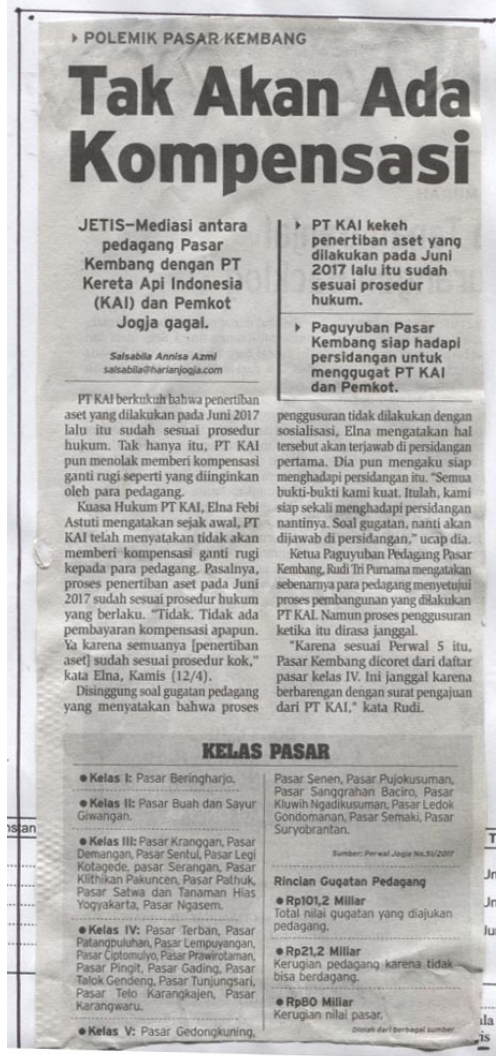 POLEMIK PASAR KEMBANG
Tak Akan Ada
Kompensasi
JETIS—Mediasi antara
pedagang Pasar
Kembang dengan PT
Kereta Api Indonesia
(KAI) dan Pemkot
Jogja gagal.
Salsabila Annisa Azmi
salsabila@harianjogja.com
PT KAI kekeh
penertiban aset yang
dilakukan pada Juni
2017 lalu itu sudah
sesuai prosedur
hukum.
Paguyuban Pasar
Kembang siap hadapi
persidangan untuk
menggugat PT KAI
dan Pemkot.
PT KAI berkukuh bahwa penertiban
aset yang dilakukan pada Juni 2017
lalu itu sudah sesuai prosedur
hukum. Tak hanya itu, PT KAI
pun menolak memberi kompensasi
ganti rugi seperti yang diinginkan
oleh para pedagang.
Kuasa Hukum PT KAI, Elna Febi
Astuti mengatakan sejak awal, PT
KAI telah menyatakan tidak akan
memberi kompensasi ganti rugi
kepada para pedagang. Pasalnya,
proses penertiban aset pada Juni
2017 sudah sesuai prosedur hukum
yang berlaku. “Tidak. Tidak ada
pembayaran kompensasi apapun.
Ya karena semuanya [penertiban
aset] sudah sesuai prosedur kok,”
kata Elna, Kamis (12/4).
Disinggung soal gugatan pedagang
yang menyatakan bahwa proses
penggusuran tidak dilakukan dengan
sosialisasi, Elna mengatakan hal
tersebut akan terjawab di persidangan
pertama. Dia pun mengaku siap
menghadapi persidangan itu. “Semua
bukti-bukti kami kuat. Itulah, kami
siap sekali menghadapi persidangan
nantinya. Soal gugatan, nanti akan
dijawab di persidangan,” ucap dia.
Ketua Paguyuban Pedagang Pasar
Kembang, Rudi Tri Purnama mengatakan
sebenarnya para pedagang menyetujui
proses pembangunan yang dilakukan
PT KAI. Namun proses penggusuran
ketika itu dirasa janggal.
“Karena sesuai Perwal 5 itu,
Pasar Kembang dicoret dari daftar
pasar kelas IV. Ini janggal karena
berbarengan dengan surat pengajuan
dari PT KAI,” kata Rudi.
KELAS PASAR
● Kelas I: Pasar Beringharjo.
● Kelas II: Pasar Buah dan Sayur
Giwangan.
● Kelas III: Pasar Kranggan, Pasar
Demangan, Pasar Sentul, Pasar Legi
Kotagede, pasar Serangan, Pasar
Klithikan Pakuncen, Pasar Pathuk,
Pasar Satwa dan Tanaman Hias
Yogyakarta, Pasar Ngasem.
● Kelas IV: Pasar Terban, Pasar
Patangpuluhan, Pasar Lempuyangan,
Pasar Ciptomulyo, Pasar Prawirotaman,
Pasar Pingit, Pasar Gading, Pasar
Talok Gendeng, Pasar Tunjungsari,
Pasar Telo Karangkajen, Pasar
Karangwaru.
● Kelas V: Pasar Gedongkuning,
Pasar Senen, Pasar Pujokusuman,
Pasar Sanggrahan Baciro, Pasar
Kluwih Ngadikusuman, Pasar Ledok
Gondomanan, Pasar Semaki, Pasar
Suryobrantan.
Sumber: Perwal Jogja No.51/2017
Rincian Gugatan Pedagang
● Rp101,2 Miliar
Total nilai gugatan yang diajukan
pedagang.
● Rp21,2 Miliar
Kerugian pedagang karena tidak
bisa berdagang.
● Rp80 Miliar
Kerugian nilai pasar.
Diolah dari berbagai sumber